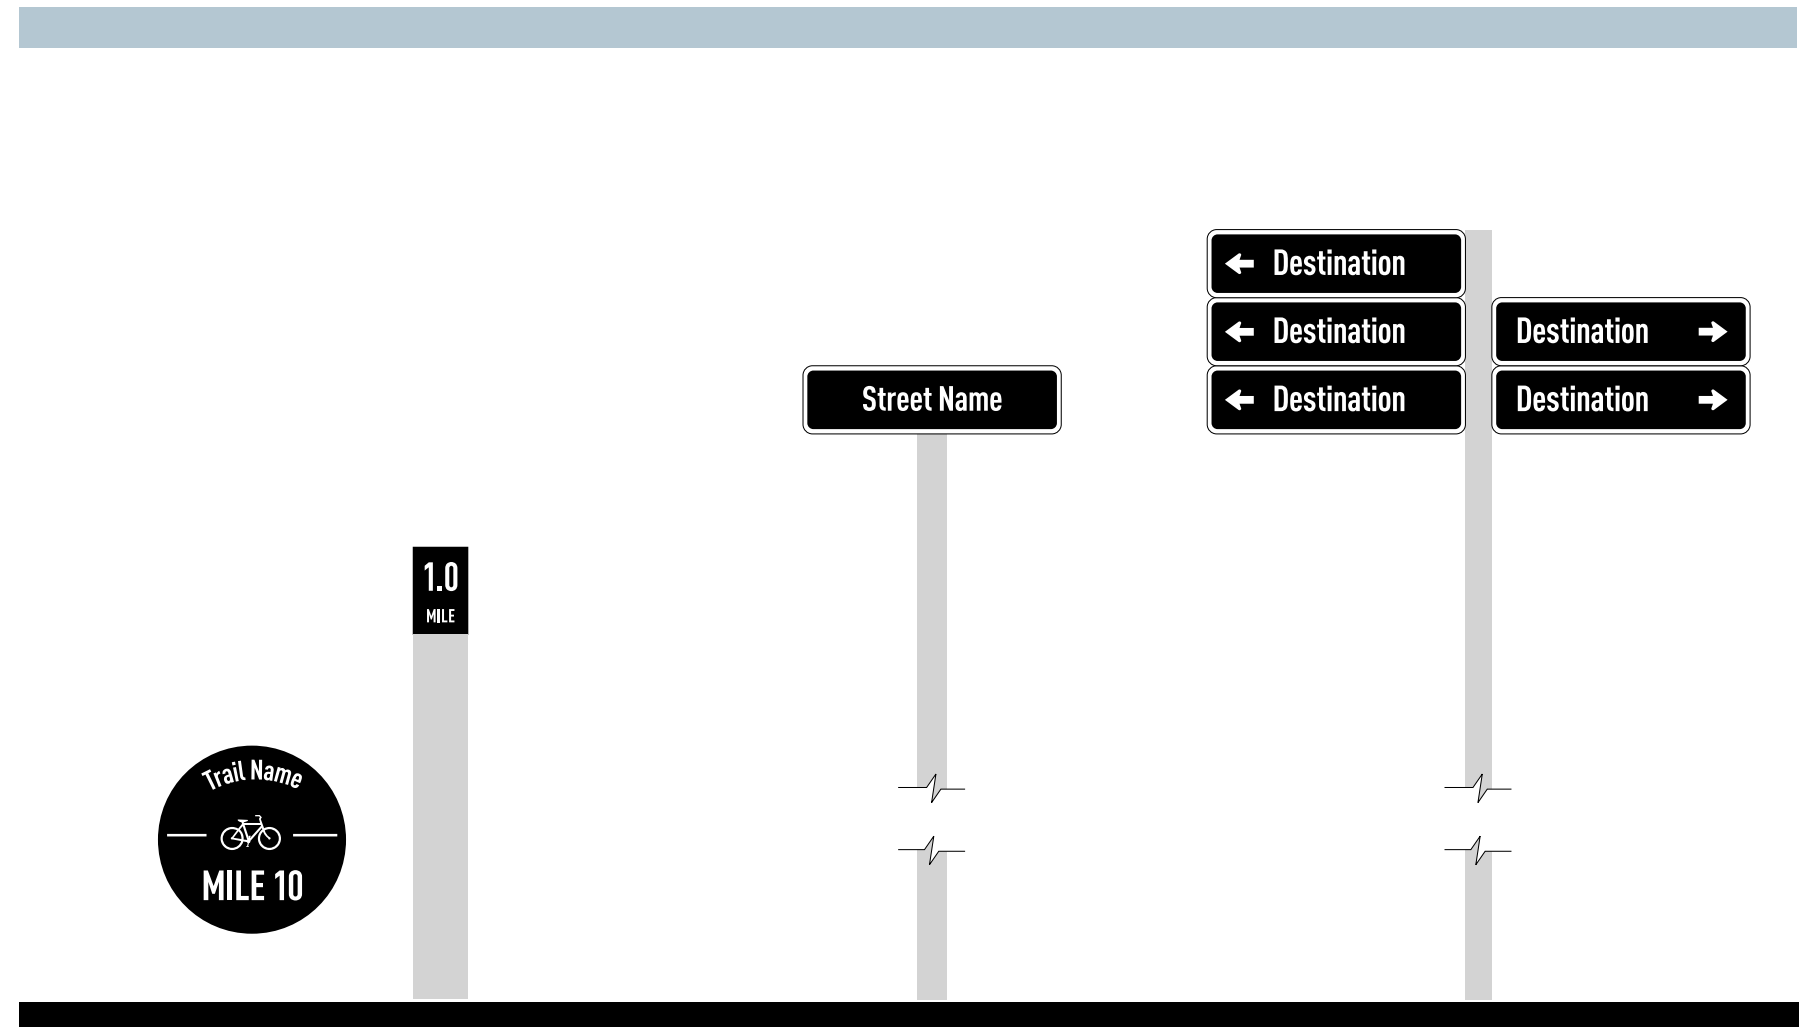 Trail Name
MILE 10
1.0
MILE
Street Name
Destination
Destination
Destination
Destination
Destination